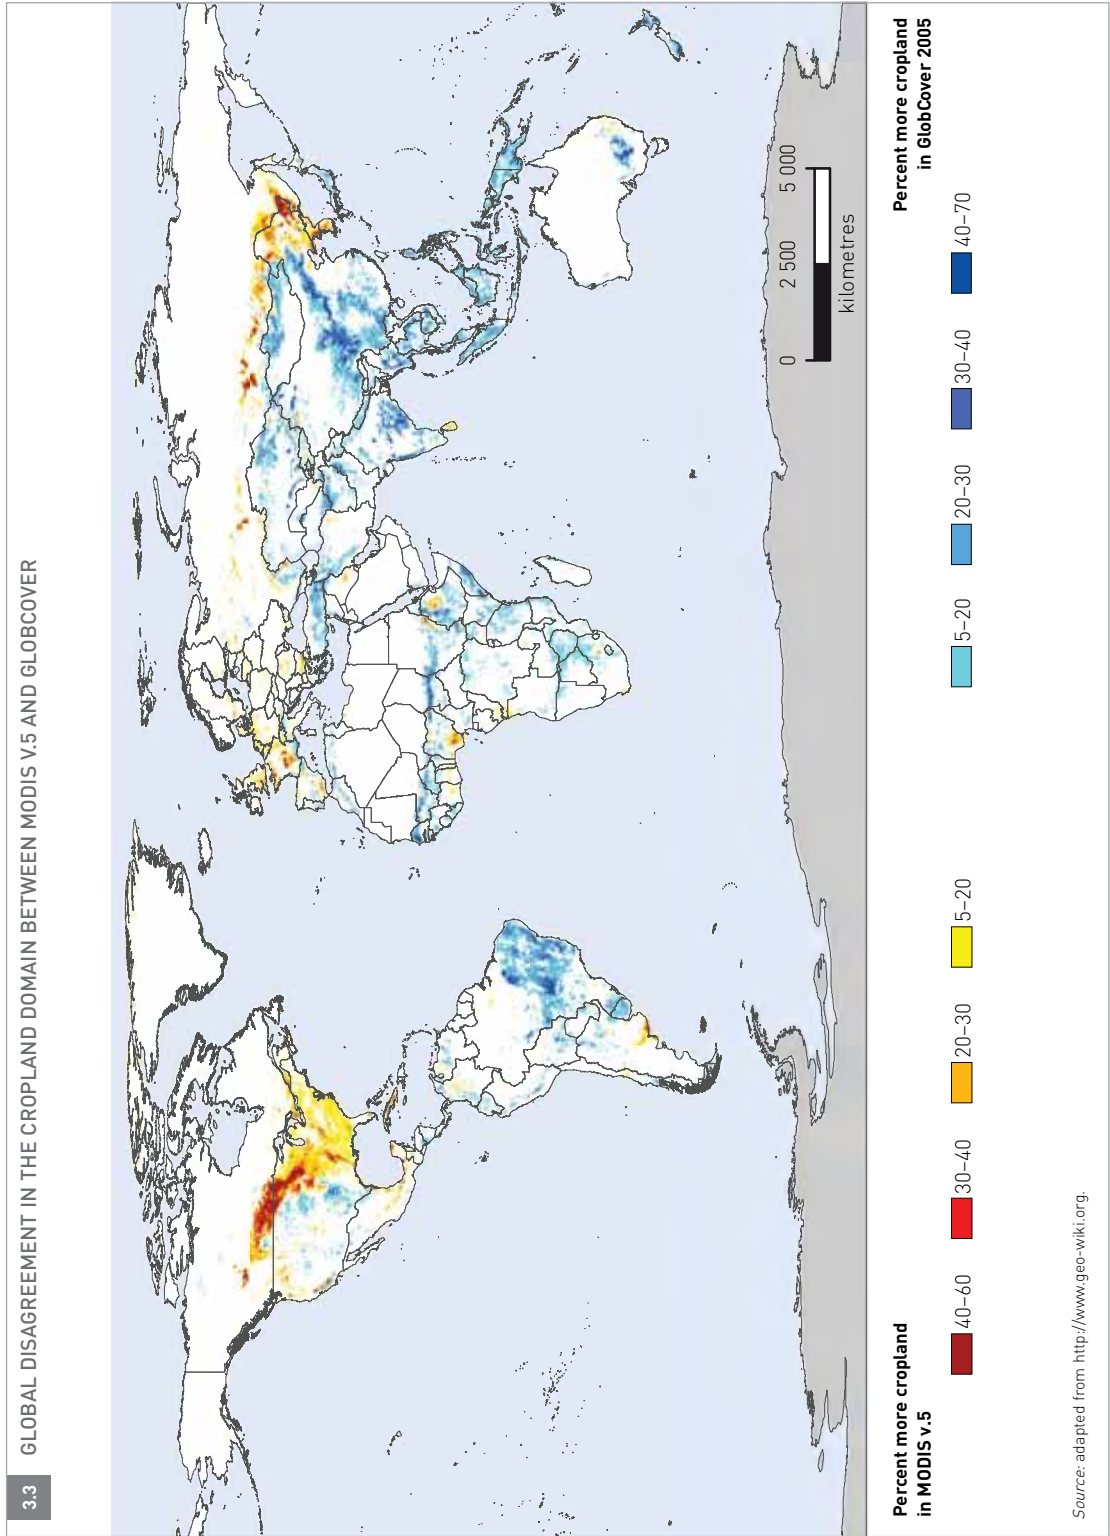 3.3 GLOBAL DISAGREEMENT IN THE CROPLAND DOMAIN BETWEEN MODIS V.5 AND GLOBCOVER
0 2 500 5 000
kilometres
Percent more cropland
in MODIS v.5
40–60 30–40 20–30 5–20
Percent more cropland
in GlobCover 2005
5–20 20–30 30–40 40–70
Source: adapted from http://www.geo-wiki.org.